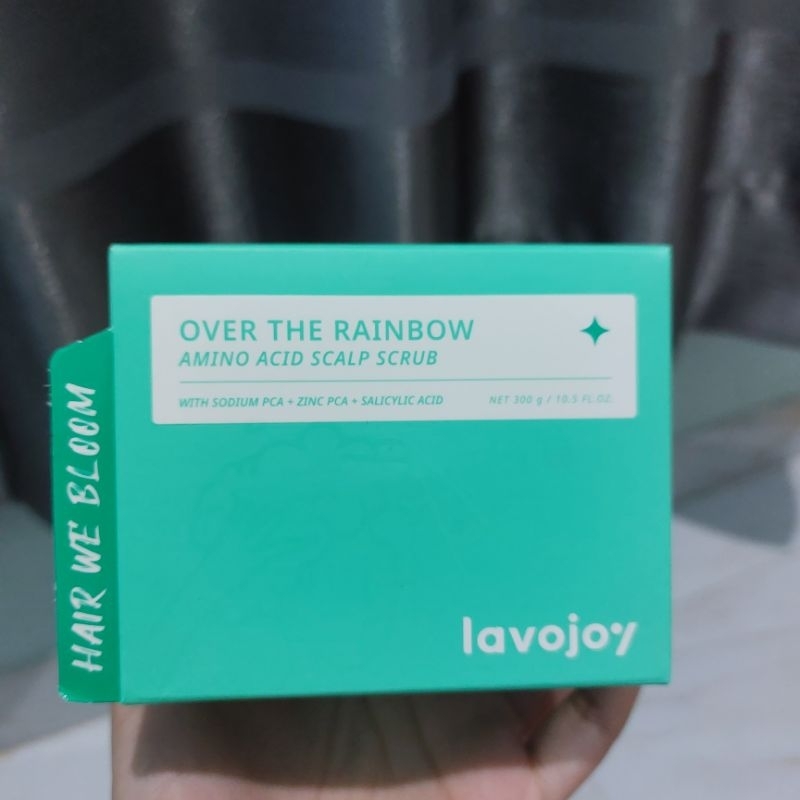 OVER THE RAINBOW
AMINO ACID SCALP SCRUB
WITH SODIUM PCA + ZINC PCA + SALICYLIC ACID
NET 300 g / 10.5 FL.OZ.
HAIR WE BLOOM
lavojoy